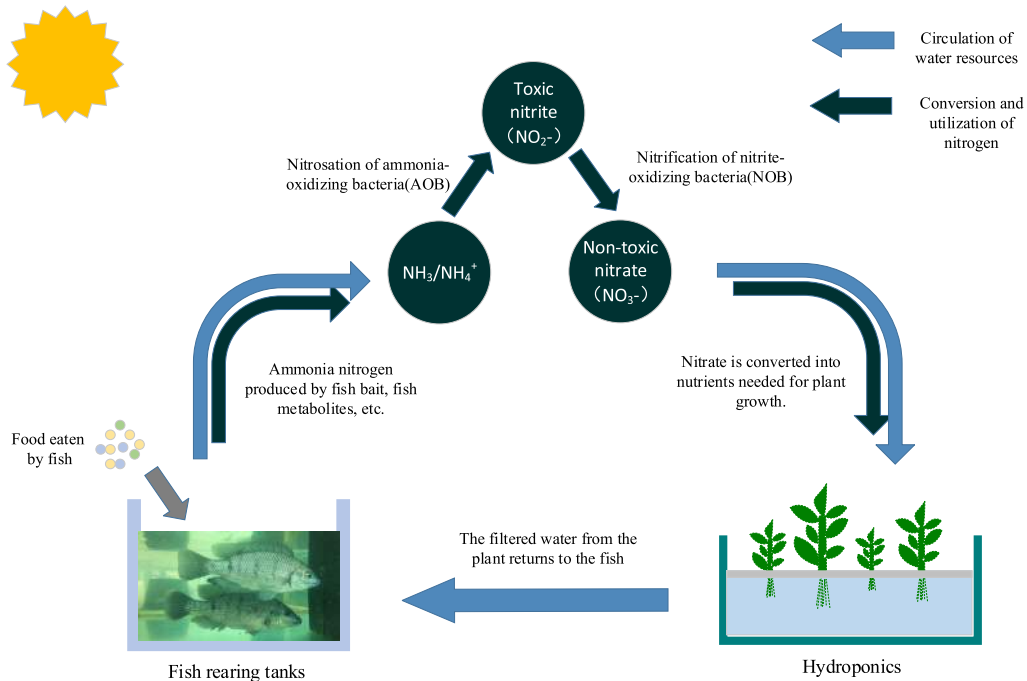 Circulation of
water resources
Conversion and
utilization of
nitrogen
Toxic
nitrite
（NO₂-）
Nitrosation of ammonia-
oxidizing bacteria(AOB)
Nitrification of nitrite-
oxidizing bacteria(NOB)
NH₃/NH₄⁺
Non-toxic
nitrate
（NO₃-）
Ammonia nitrogen
produced by fish bait, fish
metabolites, etc.
Nitrate is converted into
nutrients needed for plant
growth.
Food eaten
by fish
The filtered water from the
plant returns to the fish
Fish rearing tanks
Hydroponics